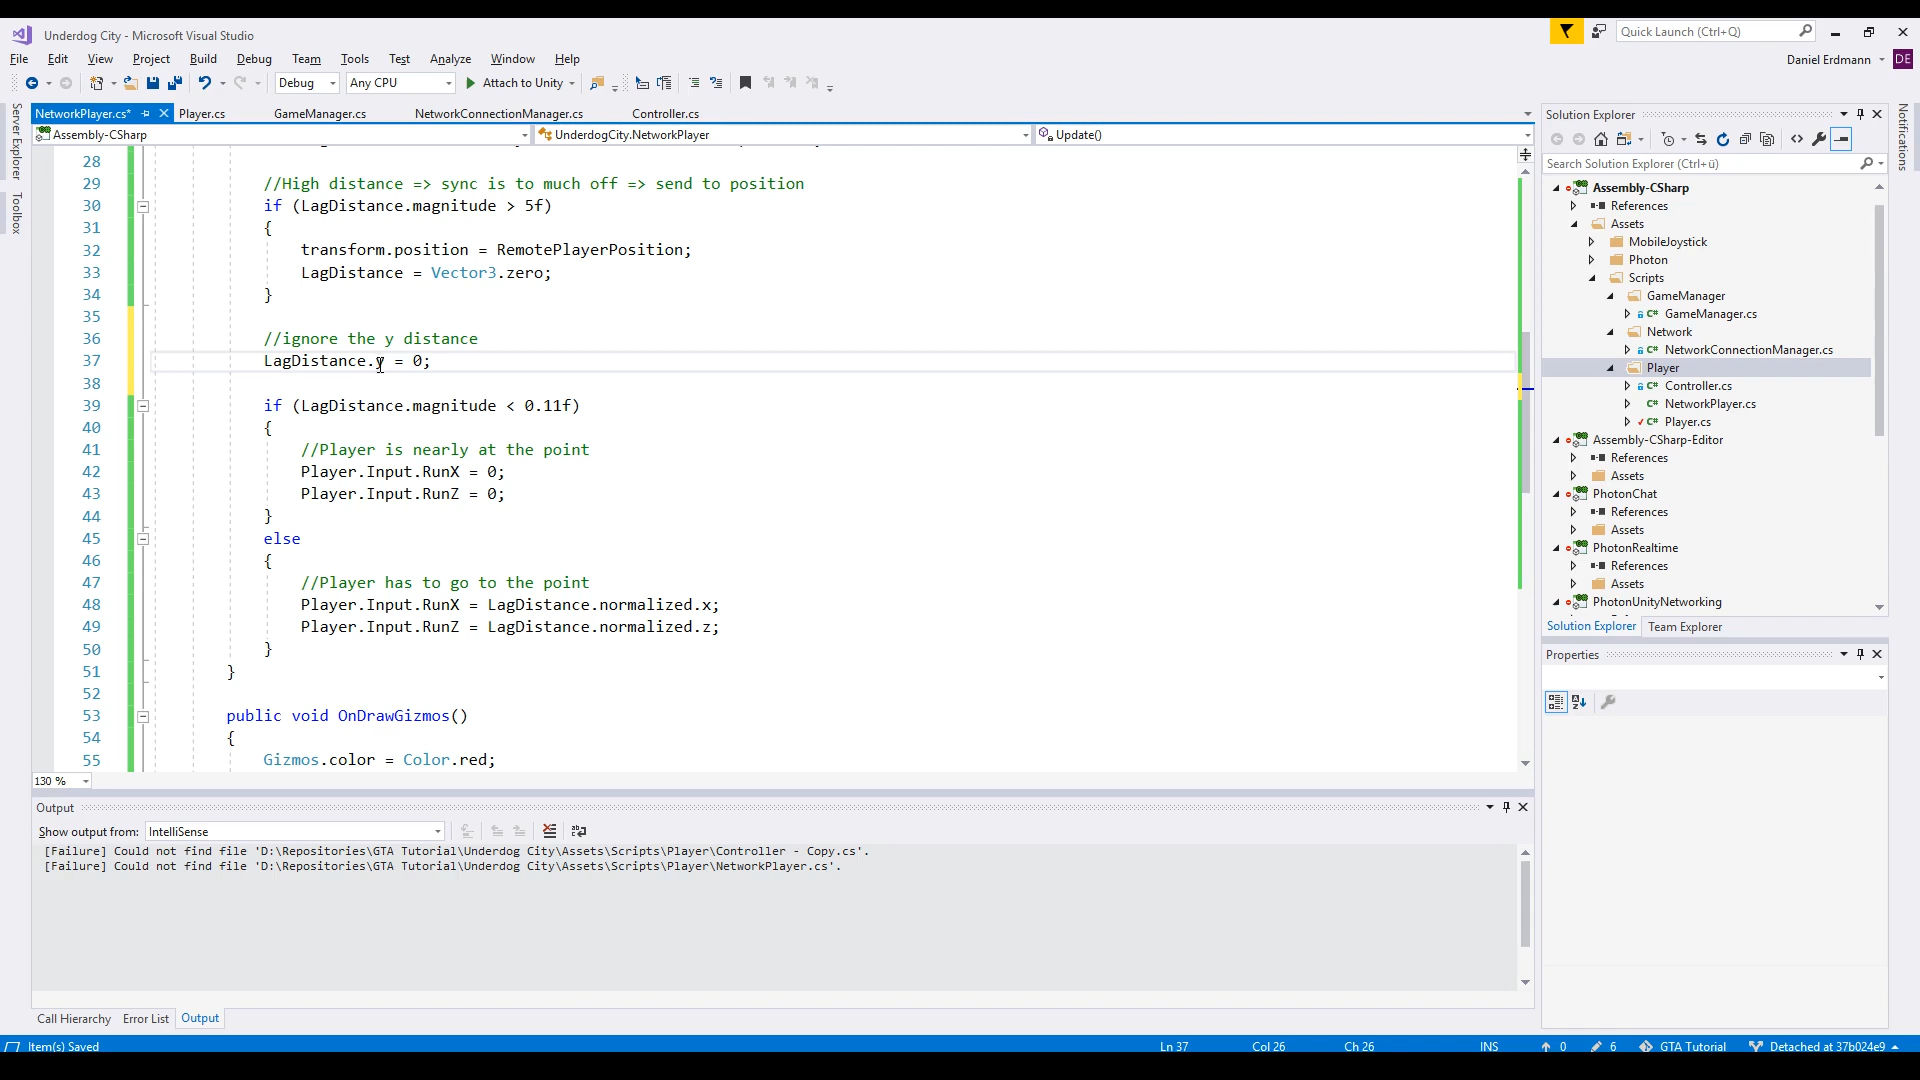 Underdog City - Microsoft Visual Studio
Quick Launch (Ctrl+Q)
File Edit View Project Build Debug Team Tools Test Analyze Window Help
Daniel Erdmann
DE
Debug
Any CPU
Attach to Unity
NetworkPlayer.cs*
Player.cs
GameManager.cs
NetworkConnectionManager.cs
Controller.cs
Assembly-CSharp
UnderdogCity.NetworkPlayer
Update()
Server Explorer
Toolbox
28
29 //High distance => sync is to much off => send to position
30 if (LagDistance.magnitude > 5f)
31 {
32 transform.position = RemotePlayerPosition;
33 LagDistance = Vector3.zero;
34 }
35
36 //ignore the y distance
37 LagDistance.y = 0;
38
39 if (LagDistance.magnitude < 0.11f)
40 {
41 //Player is nearly at the point
42 Player.Input.RunX = 0;
43 Player.Input.RunZ = 0;
44 }
45 else
46 {
47 //Player has to go to the point
48 Player.Input.RunX = LagDistance.normalized.x;
49 Player.Input.RunZ = LagDistance.normalized.z;
50 }
51 }
52
53 public void OnDrawGizmos()
54 {
55 Gizmos.color = Color.red;
130 %
Output
Show output from: IntelliSense
[Failure] Could not find file 'D:\Repositories\GTA Tutorial\Underdog City\Assets\Scripts\Player\Controller - Copy.cs'.
[Failure] Could not find file 'D:\Repositories\GTA Tutorial\Underdog City\Assets\Scripts\Player\NetworkPlayer.cs'.
Call Hierarchy Error List Output
Solution Explorer
Search Solution Explorer (Ctrl+ü)
Assembly-CSharp
References
Assets
MobileJoystick
Photon
Scripts
GameManager
C# GameManager.cs
Network
C# NetworkConnectionManager.cs
Player
C# Controller.cs
C# NetworkPlayer.cs
C# Player.cs
Assembly-CSharp-Editor
References
Assets
PhotonChat
References
Assets
PhotonRealtime
References
Assets
PhotonUnityNetworking
Solution Explorer Team Explorer
Properties
Notifications
Item(s) Saved
Ln 37
Col 26
Ch 26
INS
0
6
GTA Tutorial
Detached at 37b024e9